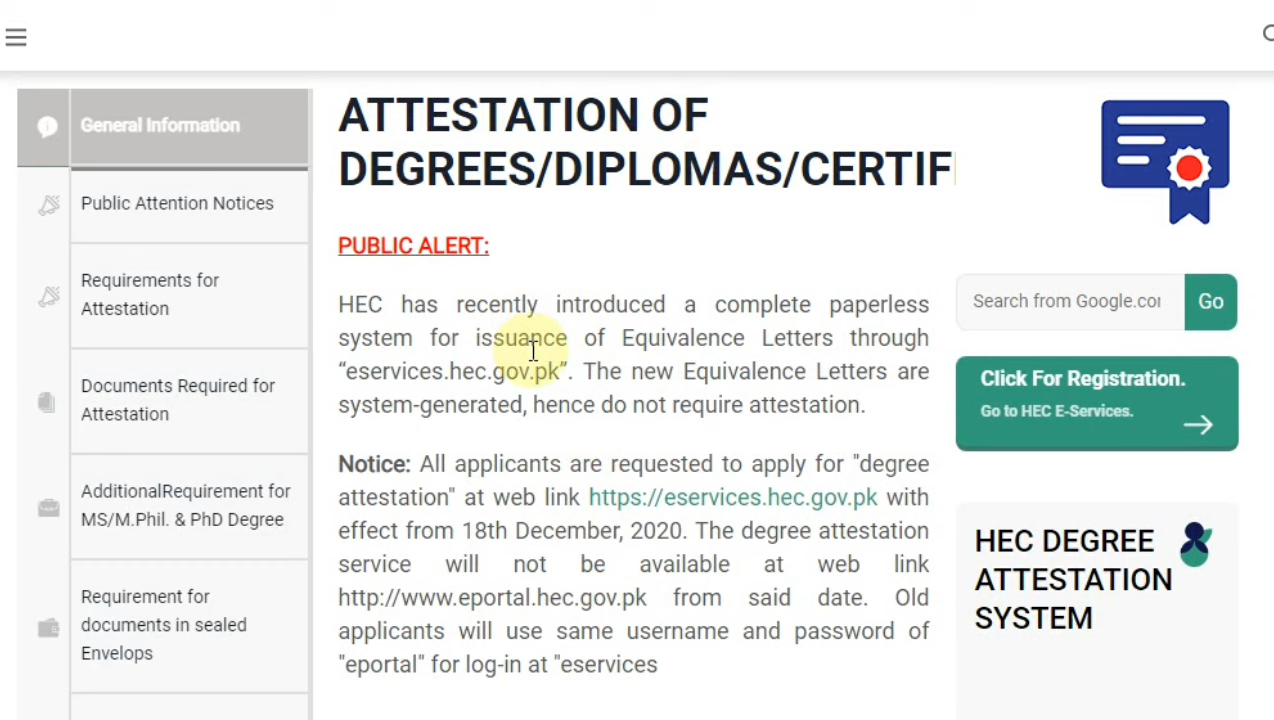 General Information
Public Attention Notices
Requirements for
Attestation
Documents Required for
Attestation
AdditionalRequirement for
MS/M.Phil. & PhD Degree
Requirement for
documents in sealed
Envelops
ATTESTATION OF
DEGREES/DIPLOMAS/CERTIF
PUBLIC ALERT:
HEC has recently introduced a complete paperless
system for issuance of Equivalence Letters through
“eservices.hec.gov.pk”. The new Equivalence Letters are
system-generated, hence do not require attestation.
Notice: All applicants are requested to apply for "degree
attestation" at web link https://eservices.hec.gov.pk with
effect from 18th December, 2020. The degree attestation
service will not be available at web link
http://www.eportal.hec.gov.pk from said date. Old
applicants will use same username and password of
"eportal" for log-in at "eservices
Search from Google.com
Go
Click For Registration.
Go to HEC E-Services.
HEC DEGREE
ATTESTATION
SYSTEM